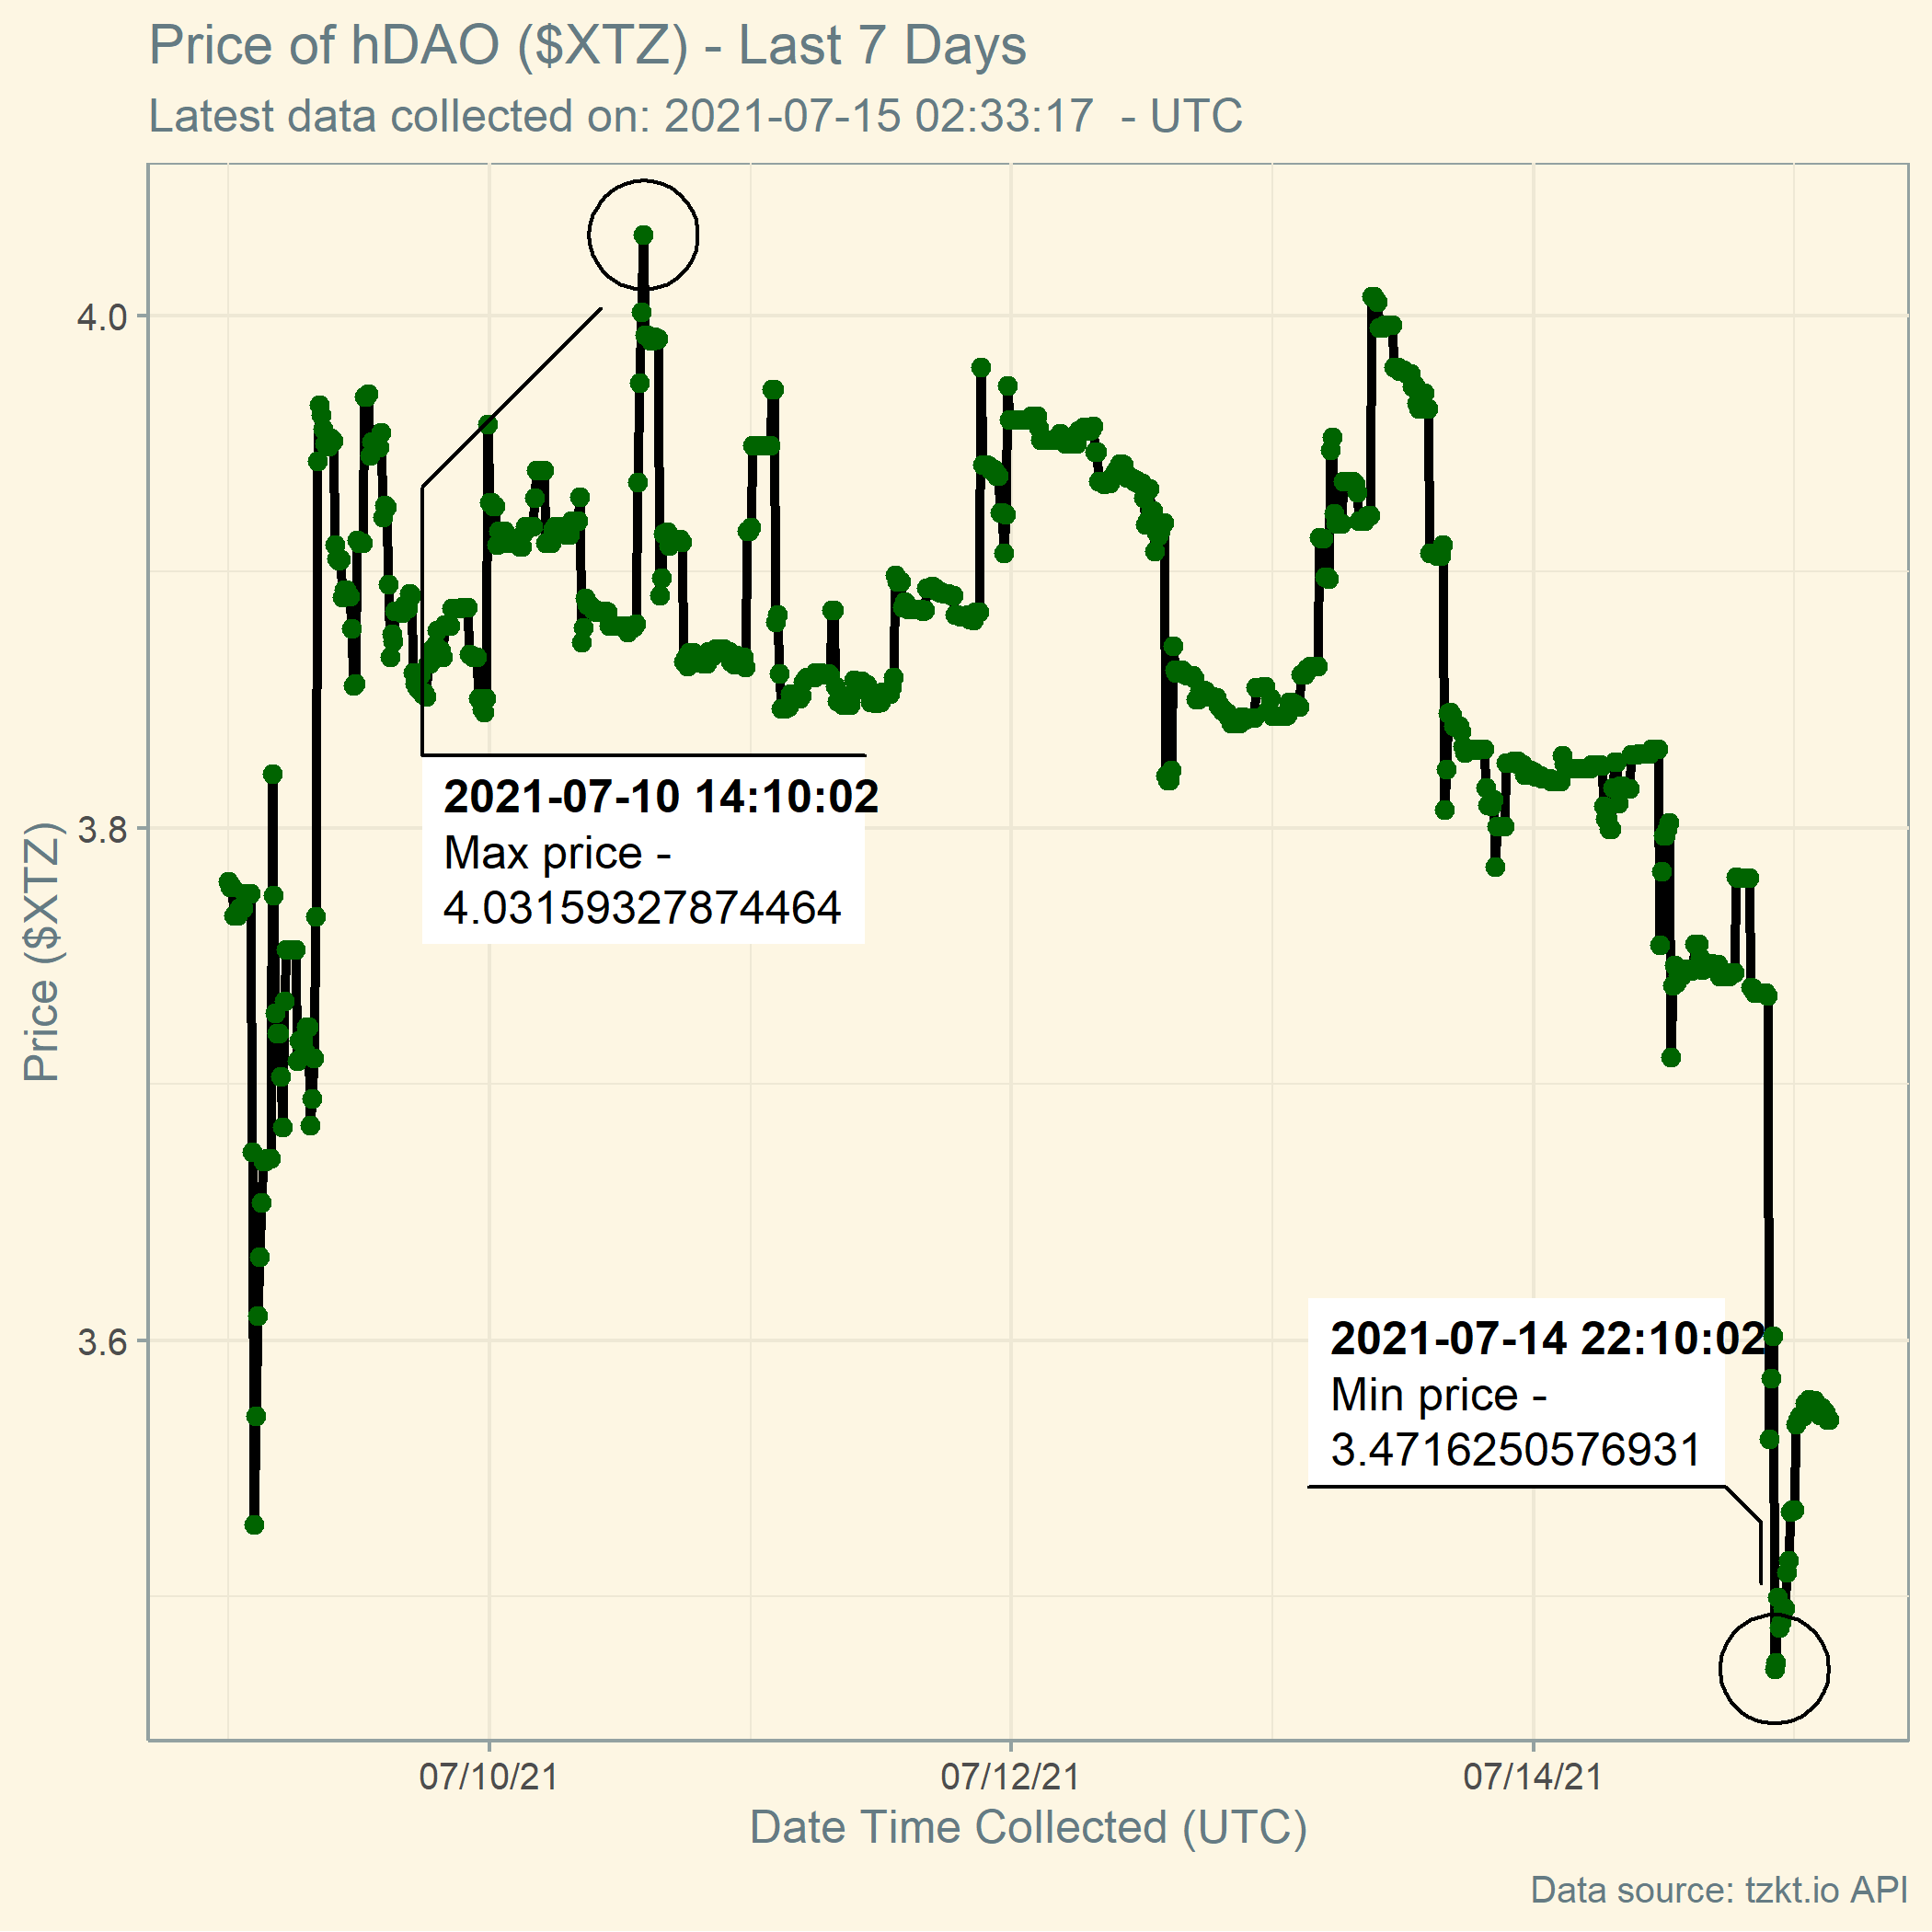 Price of hDAO ($XTZ) - Last 7 Days
Latest data collected on: 2021-07-15 02:33:17  - UTC
Price ($XTZ)
4.0
3.8
3.6
2021-07-10 14:10:02
Max price -
4.03159327874464
2021-07-14 22:10:02
Min price -
3.4716250576931
07/10/21
07/12/21
07/14/21
Date Time Collected (UTC)
Data source: tzkt.io API